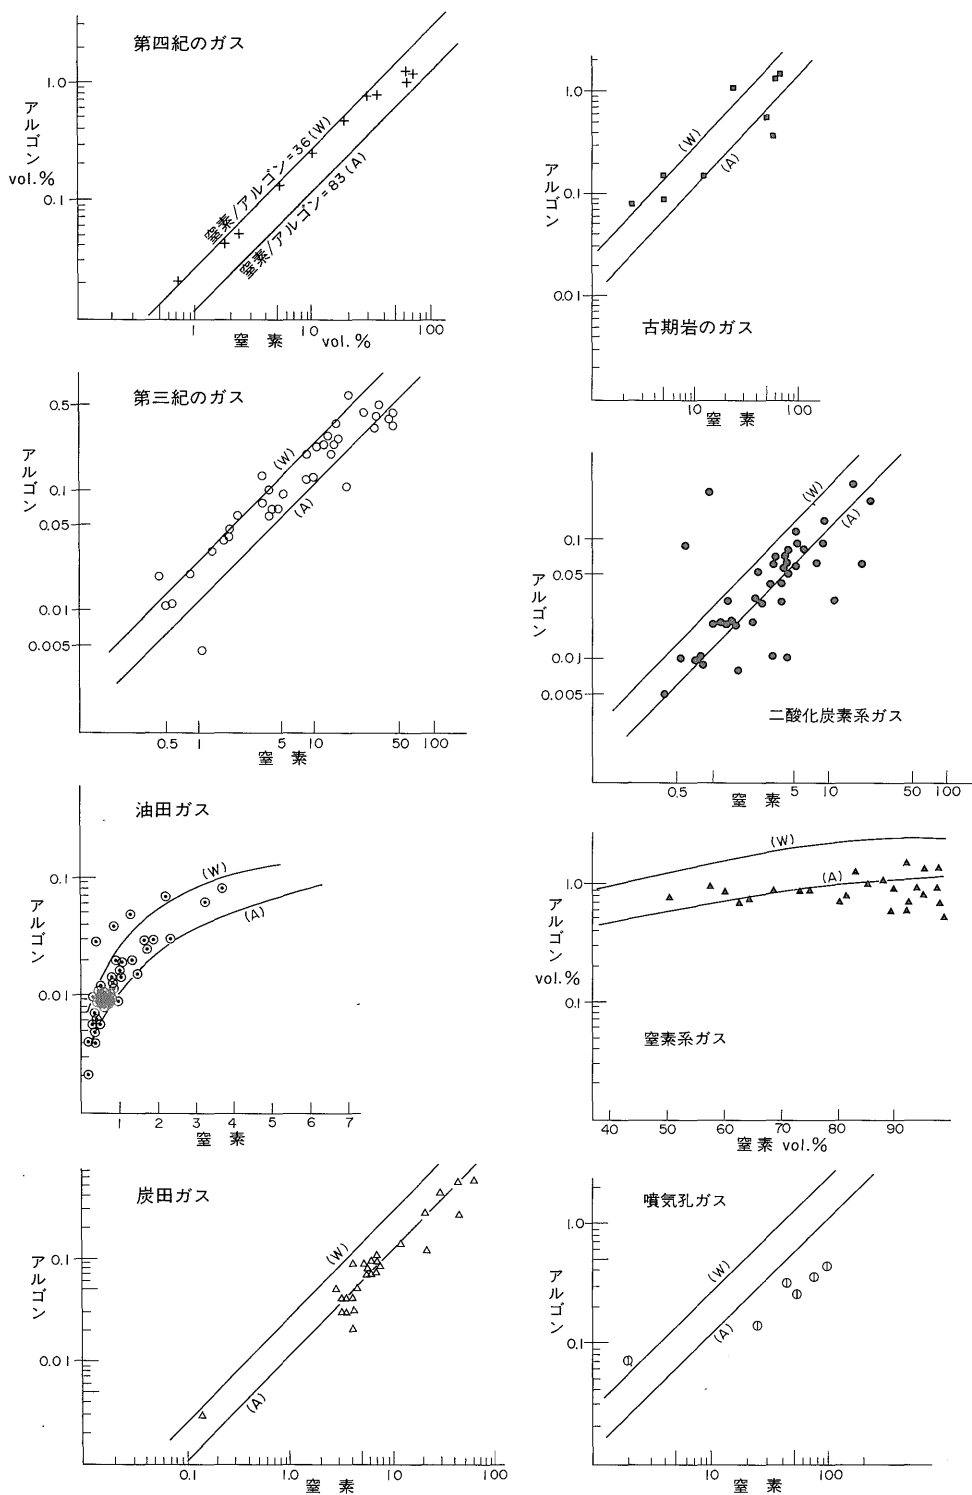 第四紀のガス
アルゴン
vol.%
1.0
0.1
窒素/アルゴン=36(W)
窒素/アルゴン=83(A)
1
10
100
窒素 vol.%
古期岩のガス
アルゴン
1.0
0.1
0.01
(W)
(A)
10
100
窒素
第三紀のガス
アルゴン
0.5
0.1
0.05
0.01
0.005
(W)
(A)
0.5
1
5
10
50
100
窒素
二酸化炭素系ガス
アルゴン
0.1
0.05
0.01
0.005
(W)
(A)
0.5
5
10
50
100
窒素
油田ガス
アルゴン
0.1
0.01
(W)
(A)
1
2
3
4
5
6
7
窒素
窒素系ガス
アルゴン
vol.%
1.0
0.1
(W)
(A)
40
50
60
70
80
90
窒素 vol.%
炭田ガス
アルゴン
0.1
0.01
(W)
(A)
0.1
1.0
10
100
窒素
噴気孔ガス
アルゴン
1.0
0.1
(W)
(A)
10
100
窒素